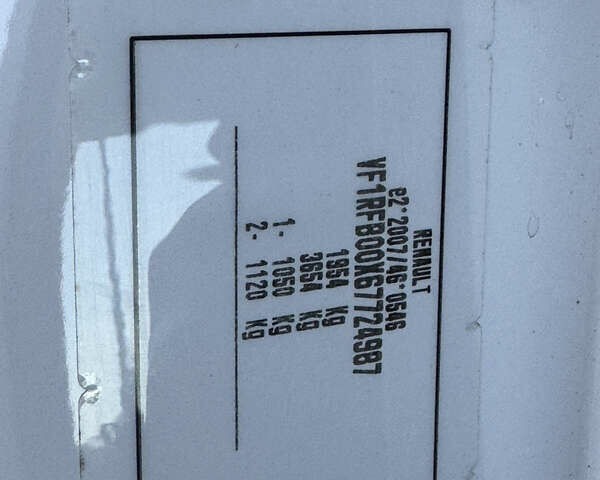 RENAULT
e2*2007/46*0546
VF1RFB00X67724987
1954 Kg
3654 Kg
1- 1050 Kg
2- 1120 Kg